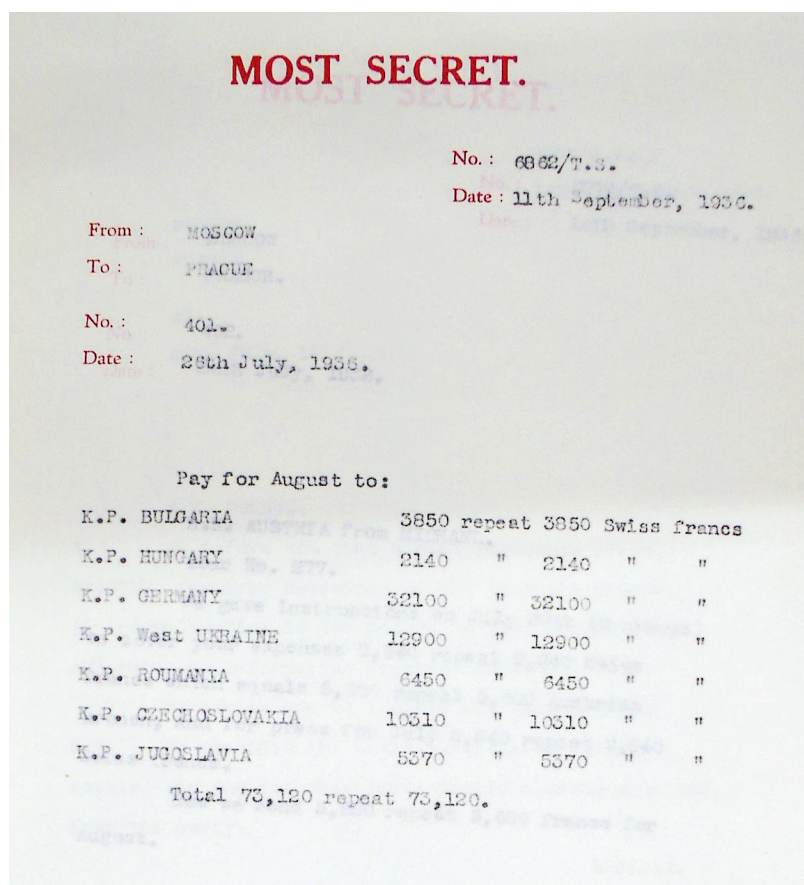 MOST SECRET.
No.: 6862/T.S.
Date: 11th September, 1936.
From: MOSCOW
To: PRAGUE
No.: 401.
Date: 26th July, 1936.
Pay for August to:
K.P. BULGARIA 3850 repeat 3850 Swiss francs
K.P. HUNGARY 2140 " 2140 " "
K.P. GERMANY 32100 " 32100 " "
K.P. West UKRAINE 12900 " 12900 " "
K.P. ROUMANIA 6450 " 6450 " "
K.P. CZECHOSLOVAKIA 10310 " 10310 " "
K.P. JUGOSLAVIA 5370 " 5370 " "
Total 73,120 repeat 73,120.